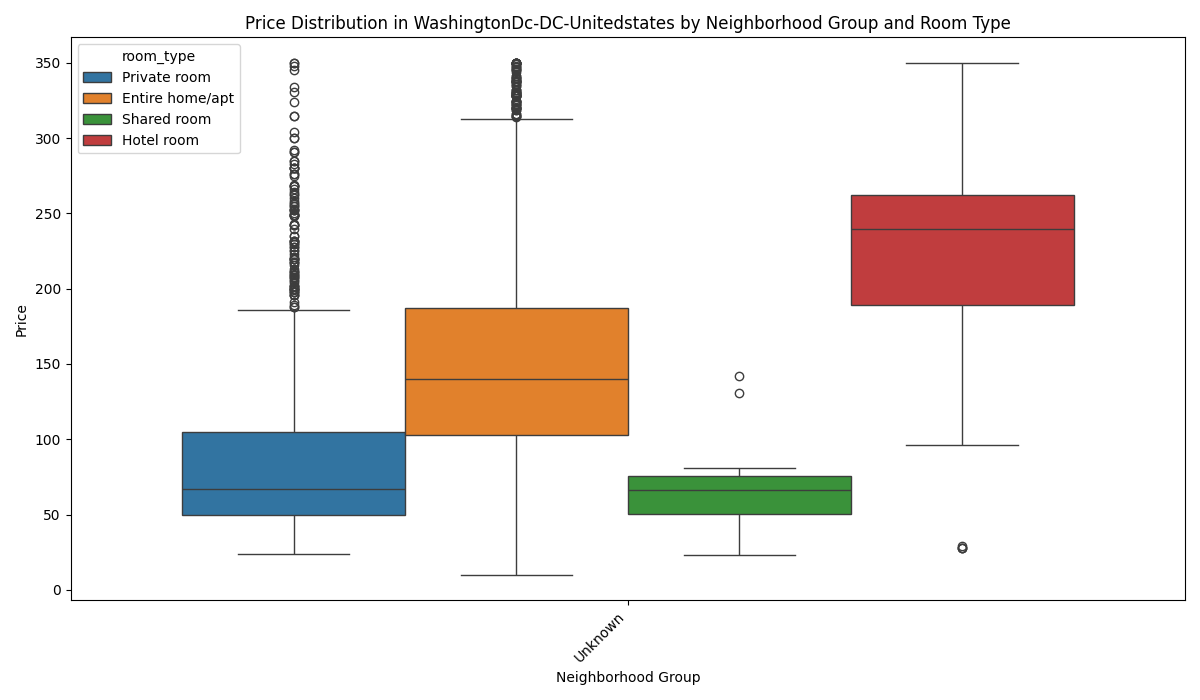 Price Distribution in WashingtonDc-DC-Unitedstates by Neighborhood Group and Room Type
room_type
Private room
Entire home/apt
Shared room
Hotel room
350
300
250
200
150
100
50
0
Price
Unknown
Neighborhood Group